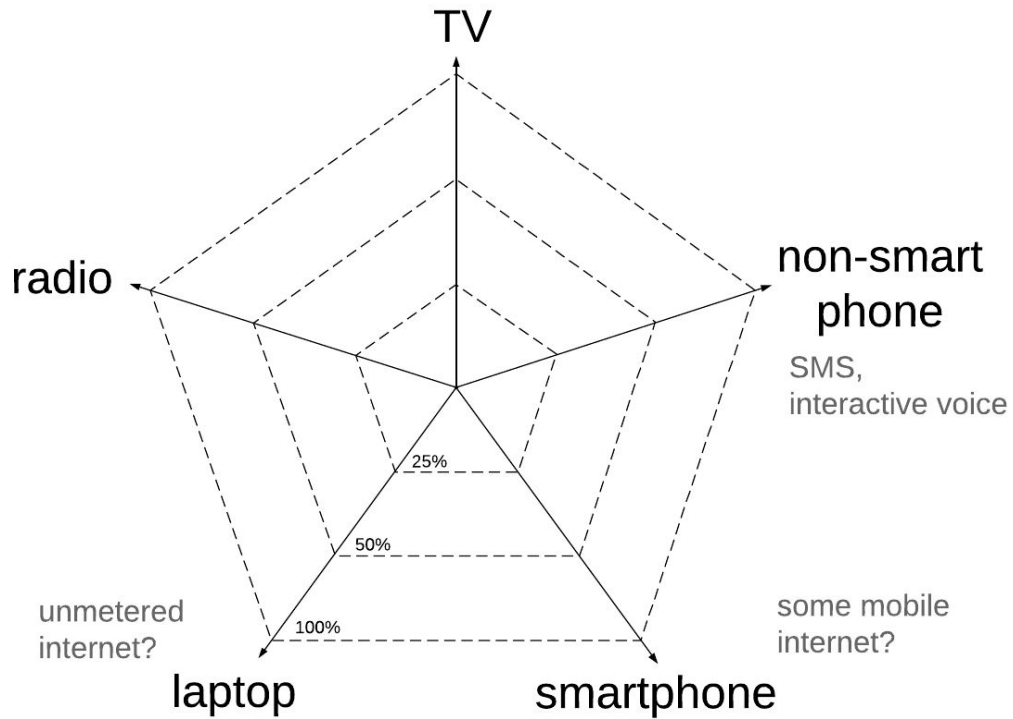 TV
radio
non-smart
phone
SMS,
interactive voice
25%
50%
100%
unmetered
internet?
some mobile
internet?
laptop
smartphone